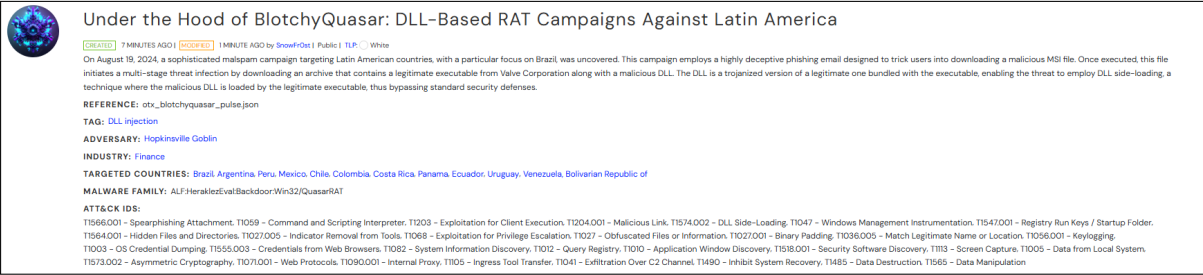 Under the Hood of BlotchyQuasar: DLL-Based RAT Campaigns Against Latin America
CREATED 7 MINUTES AGO | MODIFIED 1 MINUTE AGO by SnowFr0st | Public | TLP: White
On August 19, 2024, a sophisticated malspam campaign targeting Latin American countries, with a particular focus on Brazil, was uncovered. This campaign employs a highly deceptive phishing email designed to trick users into downloading a malicious MSI file. Once executed, this file
initiates a multi-stage threat infection by downloading an archive that contains a legitimate executable from Valve Corporation along with a malicious DLL. The DLL is a trojanized version of a legitimate one bundled with the executable, enabling the threat to employ DLL side-loading, a
technique where the malicious DLL is loaded by the legitimate executable, thus bypassing standard security defenses.
REFERENCE: otx_blotchyquasar_pulse.json
TAG: DLL injection
ADVERSARY: Hopkinsville Goblin
INDUSTRY: Finance
TARGETED COUNTRIES: Brazil, Argentina, Peru, Mexico, Chile, Colombia, Costa Rica, Panama, Ecuador, Uruguay, Venezuela, Bolivarian Republic of
MALWARE FAMILY: ALF:HeraklezEval:Backdoor:Win32/QuasarRAT
ATT&CK IDS:
T1566.001 - Spearphishing Attachment, T1059 - Command and Scripting Interpreter, T1203 - Exploitation for Client Execution, T1204.001 - Malicious Link, T1574.002 - DLL Side-Loading, T1047 - Windows Management Instrumentation, T1547.001 - Registry Run Keys / Startup Folder,
T1564.001 - Hidden Files and Directories, T1027.005 - Indicator Removal from Tools, T1068 - Exploitation for Privilege Escalation, T1027 - Obfuscated Files or Information, T1027.001 - Binary Padding, T1036.005 - Match Legitimate Name or Location, T1056.001 - Keylogging,
T1003 - OS Credential Dumping, T1555.003 - Credentials from Web Browsers, T1082 - System Information Discovery, T1012 - Query Registry, T1010 - Application Window Discovery, T1518.001 - Security Software Discovery, T1113 - Screen Capture, T1005 - Data from Local System,
T1573.002 - Asymmetric Cryptography, T1071.001 - Web Protocols, T1090.001 - Internal Proxy, T1105 - Ingress Tool Transfer, T1041 - Exfiltration Over C2 Channel, T1490 - Inhibit System Recovery, T1485 - Data Destruction, T1565 - Data Manipulation